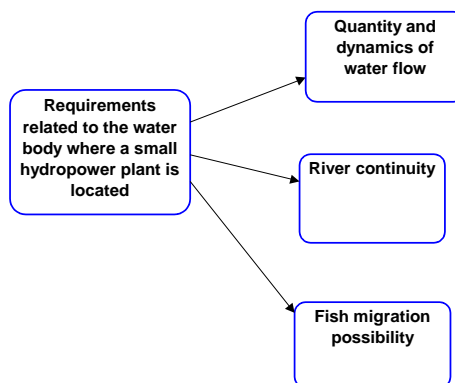 Quantity and
dynamics of
water flow
Requirements
related to the water
body where a small
hydropower plant is
located
River continuity
Fish migration
possibility